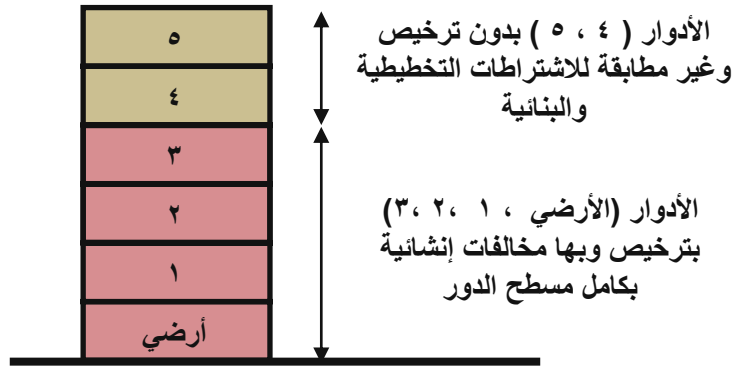 الأدوار ( ٤ ، ٥ ) بدون ترخيص
وغير مطابقة للاشتراطات التخطيطية
والبنائية
٥
٤
٣
٢
١
أرضي
الأدوار (الأرضي ، ١ ،٢ ،٣)
بترخيص وبها مخالفات إنشائية
بكامل مسطح الدور